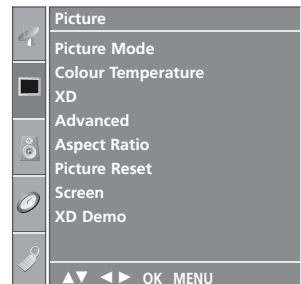 Picture
Picture Mode
Colour Temperature
XD
Advanced
Aspect Ratio
Picture Reset
Screen
XD Demo
▲▼ ◄► OK MENU